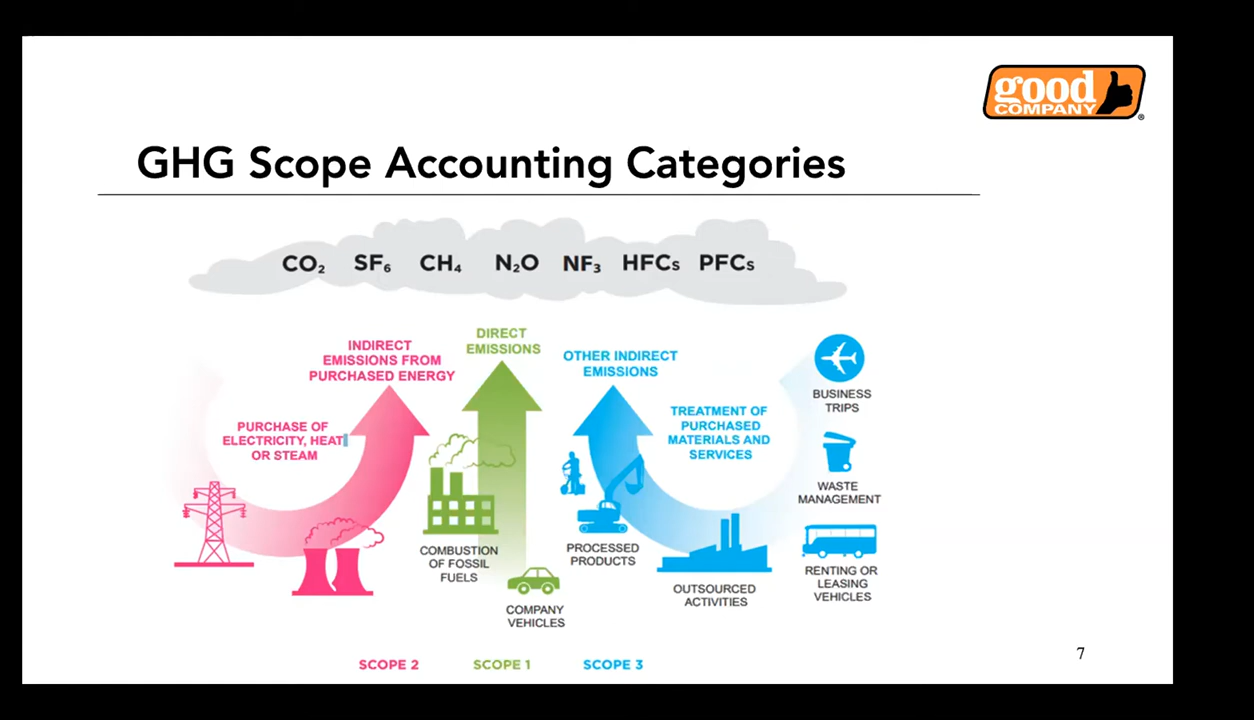 good
COMPANY
®
GHG Scope Accounting Categories
CO₂ SF₆ CH₄ N₂O NF₃ HFCs PFCs
INDIRECT
EMISSIONS FROM
PURCHASED ENERGY
DIRECT
EMISSIONS
OTHER INDIRECT
EMISSIONS
PURCHASE OF
ELECTRICITY, HEAT
OR STEAM
TREATMENT OF
PURCHASED
MATERIALS AND
SERVICES
BUSINESS
TRIPS
WASTE
MANAGEMENT
COMBUSTION
OF FOSSIL
FUELS
COMPANY
VEHICLES
PROCESSED
PRODUCTS
OUTSOURCED
ACTIVITIES
RENTING OR
LEASING
VEHICLES
SCOPE 2 SCOPE 1 SCOPE 3
7